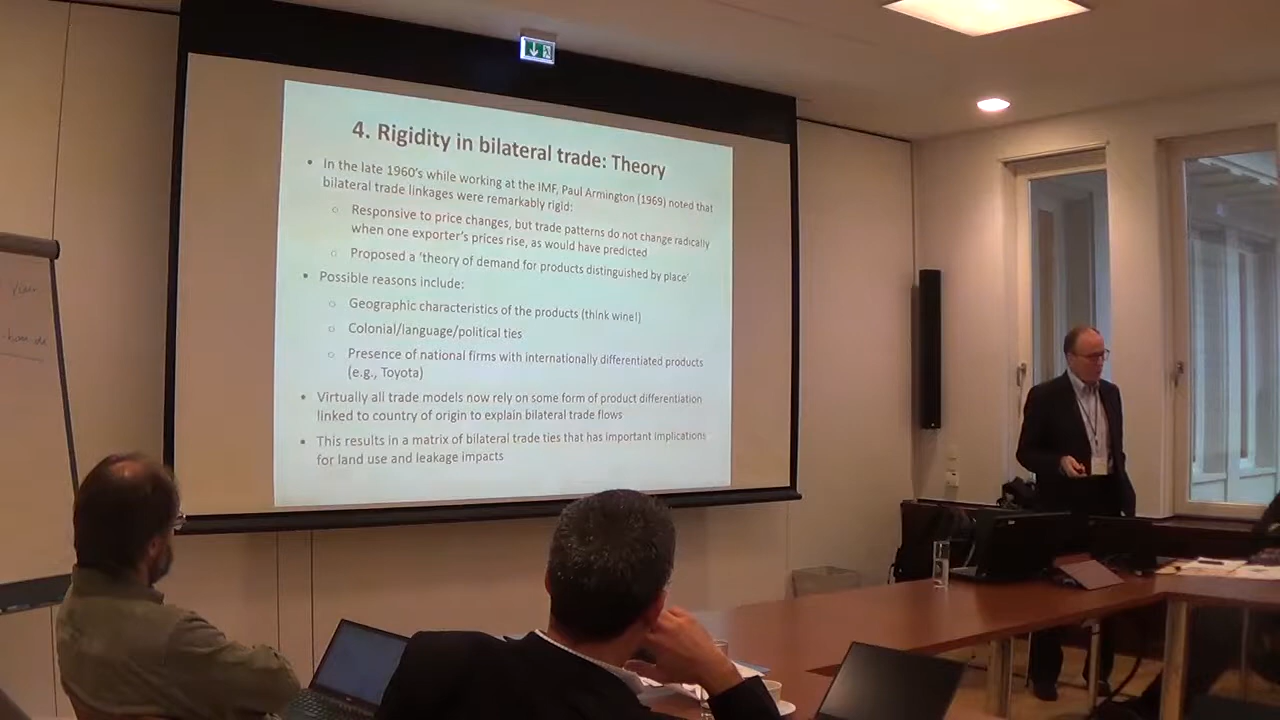 4. Rigidity in bilateral trade: Theory
• In the late 1960's while working at the IMF, Paul Armington (1969) noted that
bilateral trade linkages were remarkably rigid:
○ Responsive to price changes, but trade patterns do not change radically
when one exporter's prices rise, as would have predicted
○ Proposed a 'theory of demand for products distinguished by place'
• Possible reasons include:
○ Geographic characteristics of the products (think wine!)
○ Colonial/language/political ties
○ Presence of national firms with internationally differentiated products
(e.g., Toyota)
• Virtually all trade models now rely on some form of product differentiation
linked to country of origin to explain bilateral trade flows
• This results in a matrix of bilateral trade ties that has important implications
for land use and leakage impacts